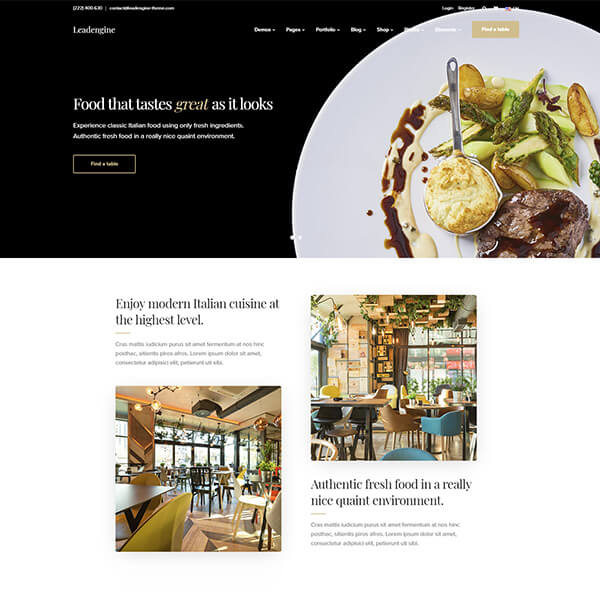 (222) 400-630 | contact@leadengine-theme.com Login Register
Leadengine Demos Pages Portfolio Blog Shop Find a table
Food that tastes great as it looks
Experience classic Italian food using only fresh ingredients.
Authentic fresh food in a really nice quaint environment.
Find a table
Enjoy modern Italian cuisine at
the highest level.
Cras mattis iudicium purus sit amet fermentum at nos hinc
posthac, sitientis piros afros. Lorem ipsum dolor sit amet,
consectetur adipisici elit, petierunt uti sibi.
Authentic fresh food in a really
nice quaint environment.
Cras mattis iudicium purus sit amet fermentum at nos hinc
posthac, sitientis piros afros. Lorem ipsum dolor sit amet,
consectetur adipisici elit, petierunt uti sibi.